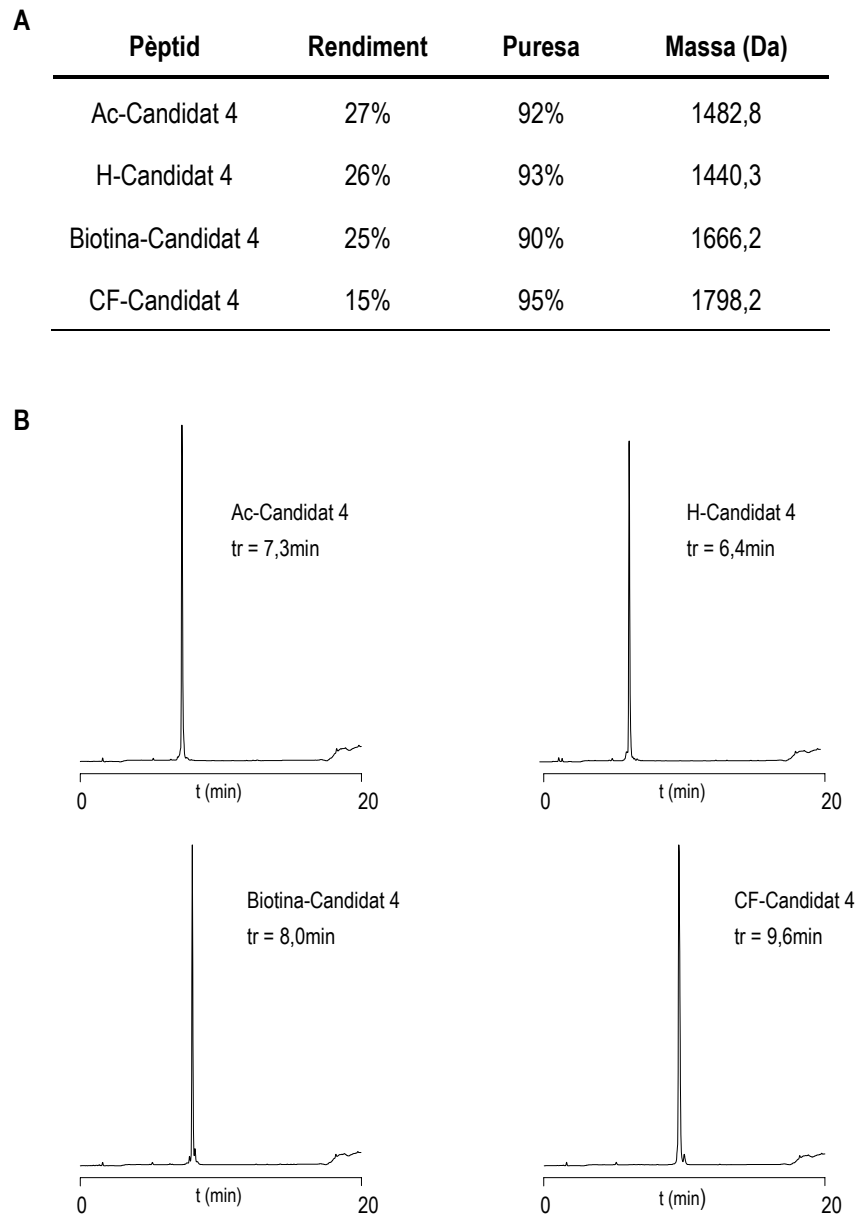 A
Pèptid Rendiment Puresa Massa (Da)
Ac-Candidat 4 27% 92% 1482,8
H-Candidat 4 26% 93% 1440,3
Biotina-Candidat 4 25% 90% 1666,2
CF-Candidat 4 15% 95% 1798,2
B
Ac-Candidat 4
tr = 7,3min
0 t (min) 20
H-Candidat 4
tr = 6,4min
0 t (min) 20
Biotina-Candidat 4
tr = 8,0min
0 t (min) 20
CF-Candidat 4
tr = 9,6min
0 t (min) 20